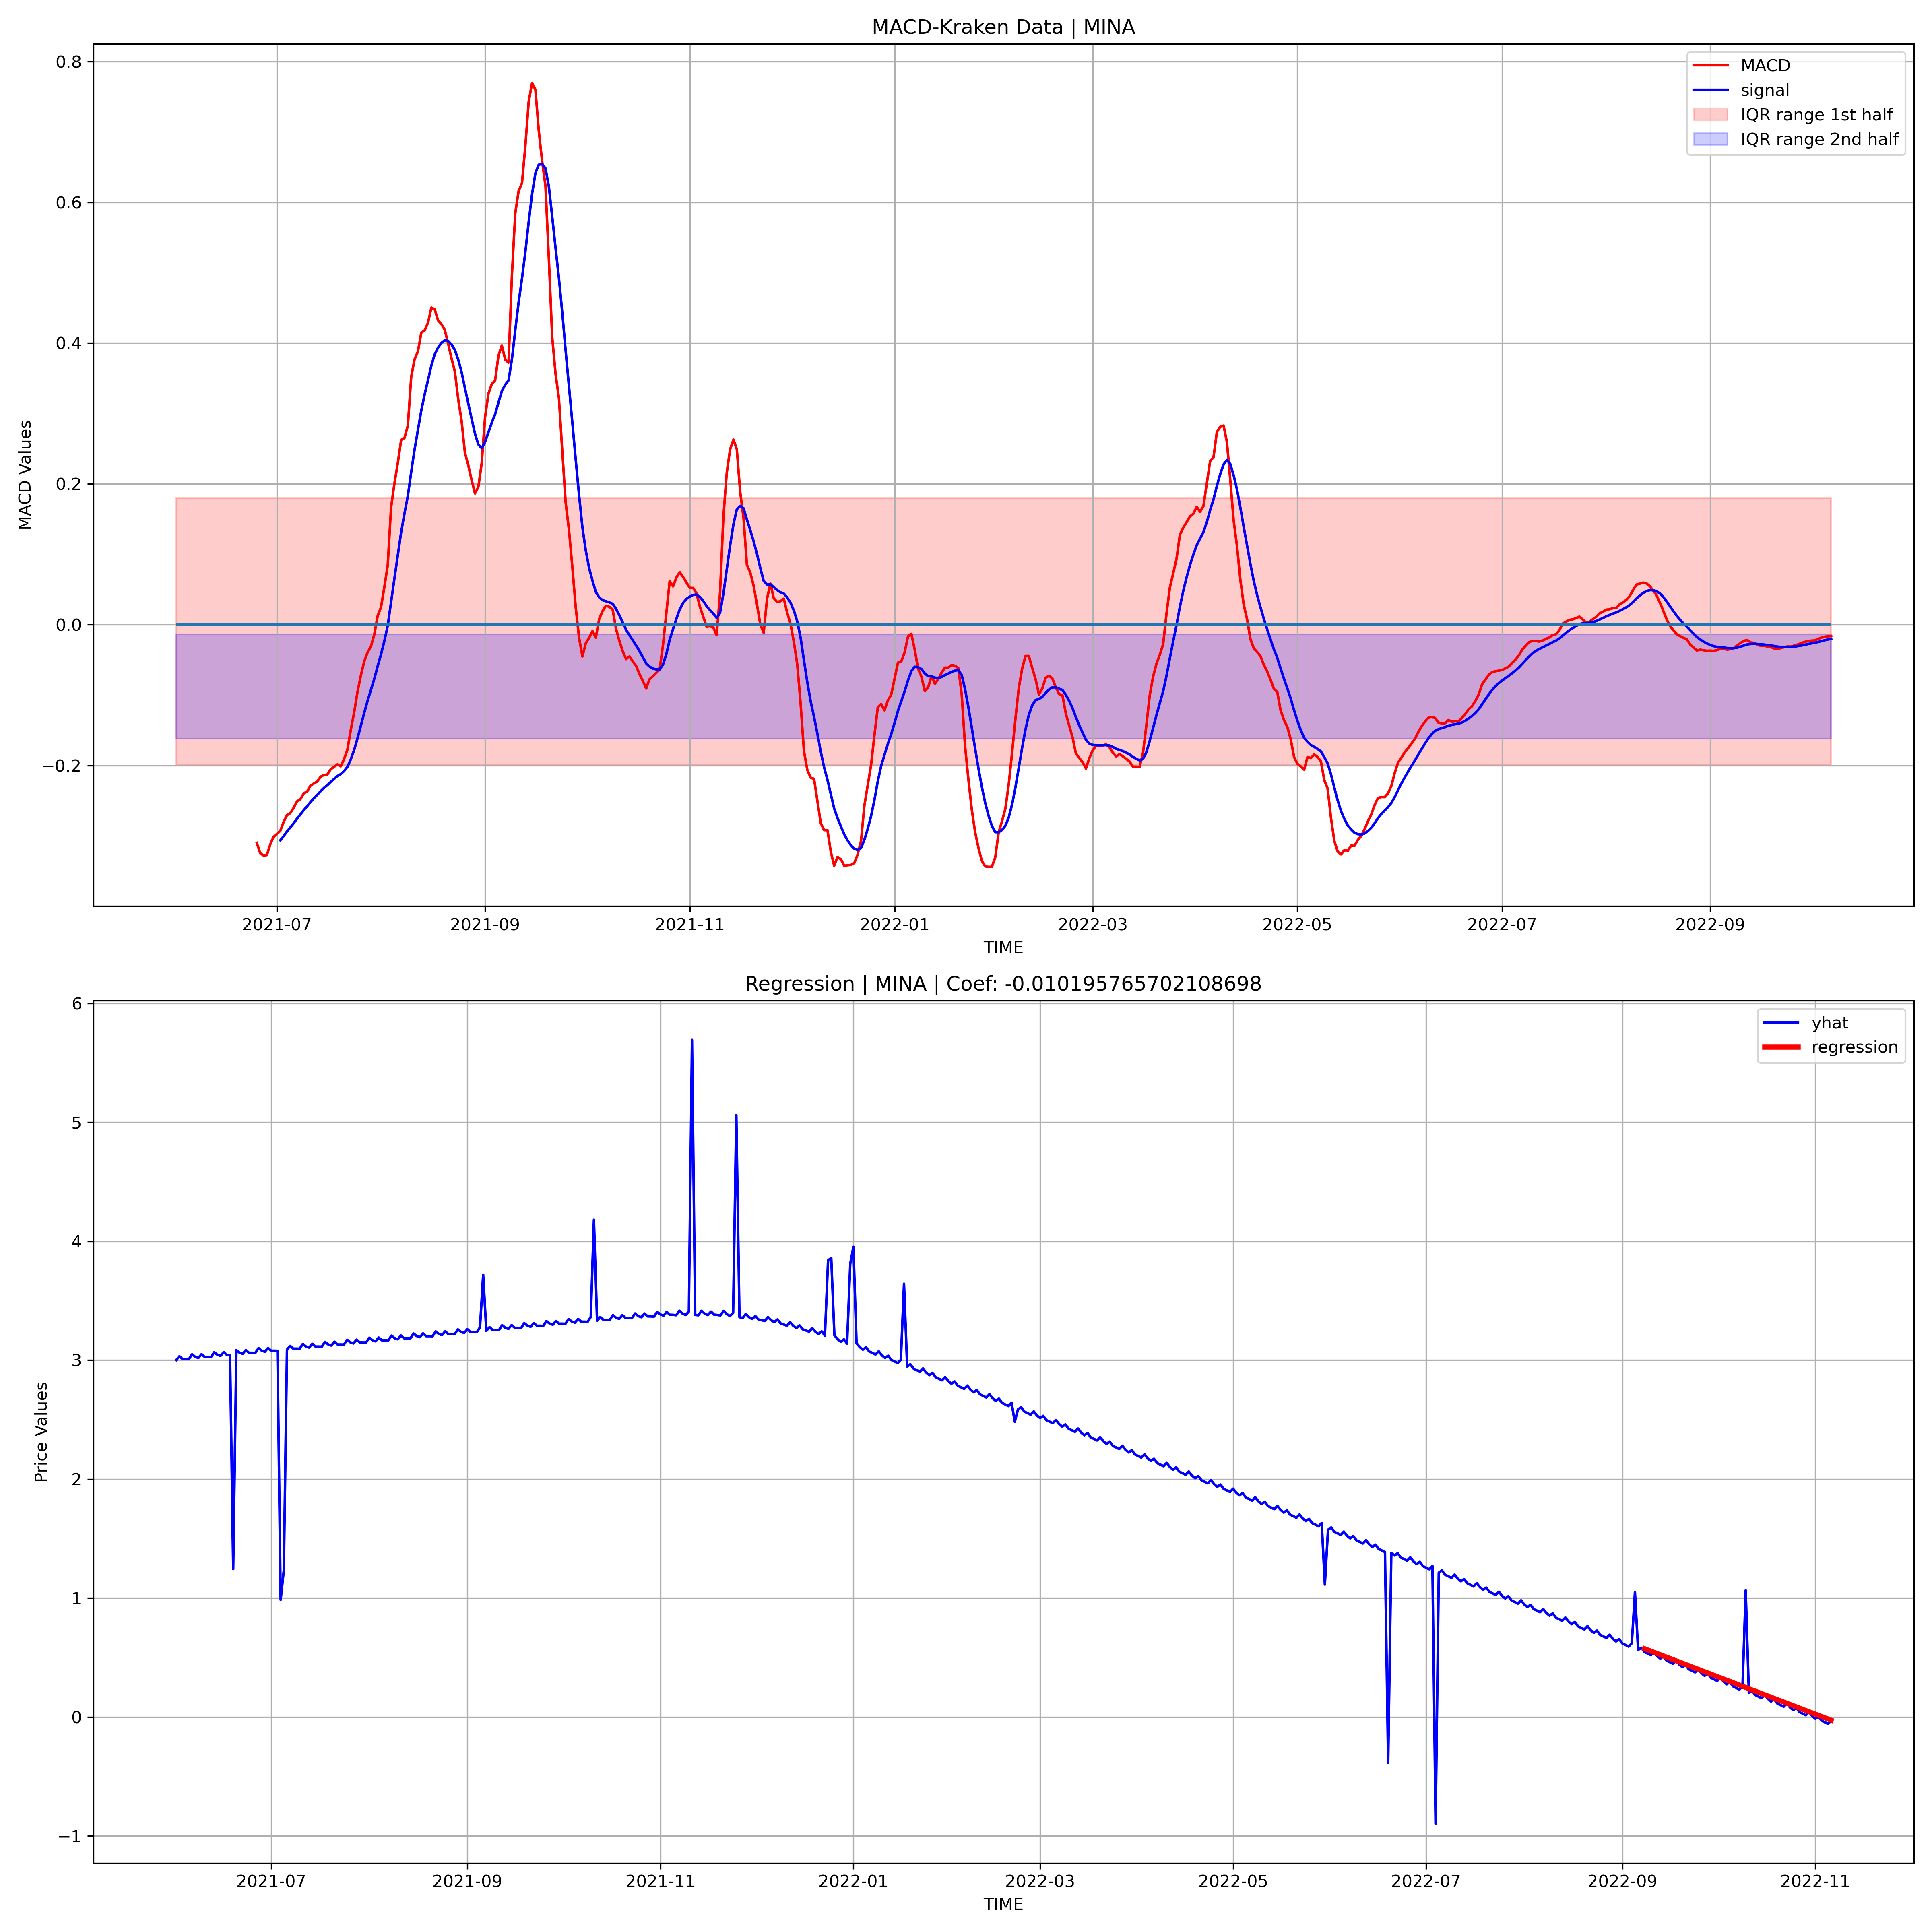 MACD-Kraken Data | MINA
MACD
signal
IQR range 1st half
IQR range 2nd half
MACD Values
0.8
0.6
0.4
0.2
0.0
−0.2
2021-07 2021-09 2021-11 2022-01 2022-03 2022-05 2022-07 2022-09
TIME
Regression | MINA | Coef: -0.010195765702108698
yhat
regression
Price Values
6
5
4
3
2
1
0
−1
2021-07 2021-09 2021-11 2022-01 2022-03 2022-05 2022-07 2022-09 2022-11
TIME